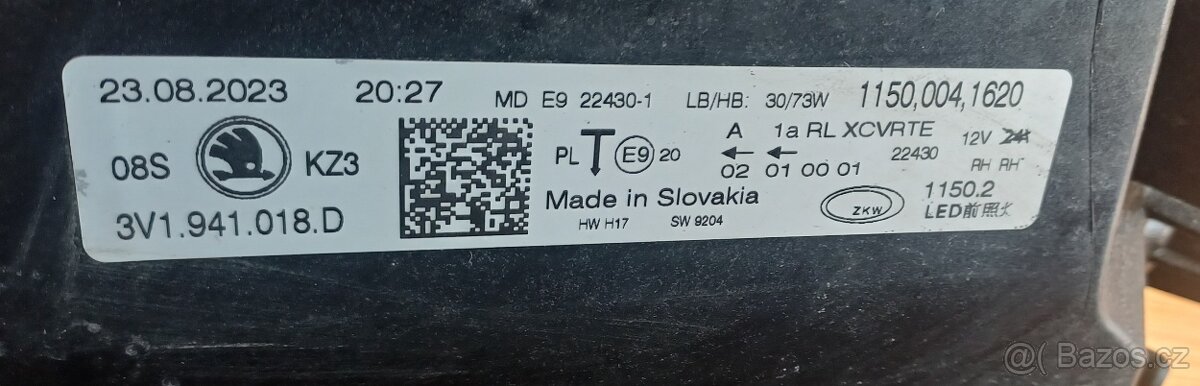 23.08.2023 20:27 MD E9 22430-1 LB/HB: 30/73W 1150,004,1620
08S KZ3 PL E9 20 A 1a RL XCVRTE 12V 24V
02 01 00 01 22430 RH RH
3V1.941.018.D Made in Slovakia ZKW 1150.2
HW H17 SW 9204 LED前照灯
@( Bazos.cz